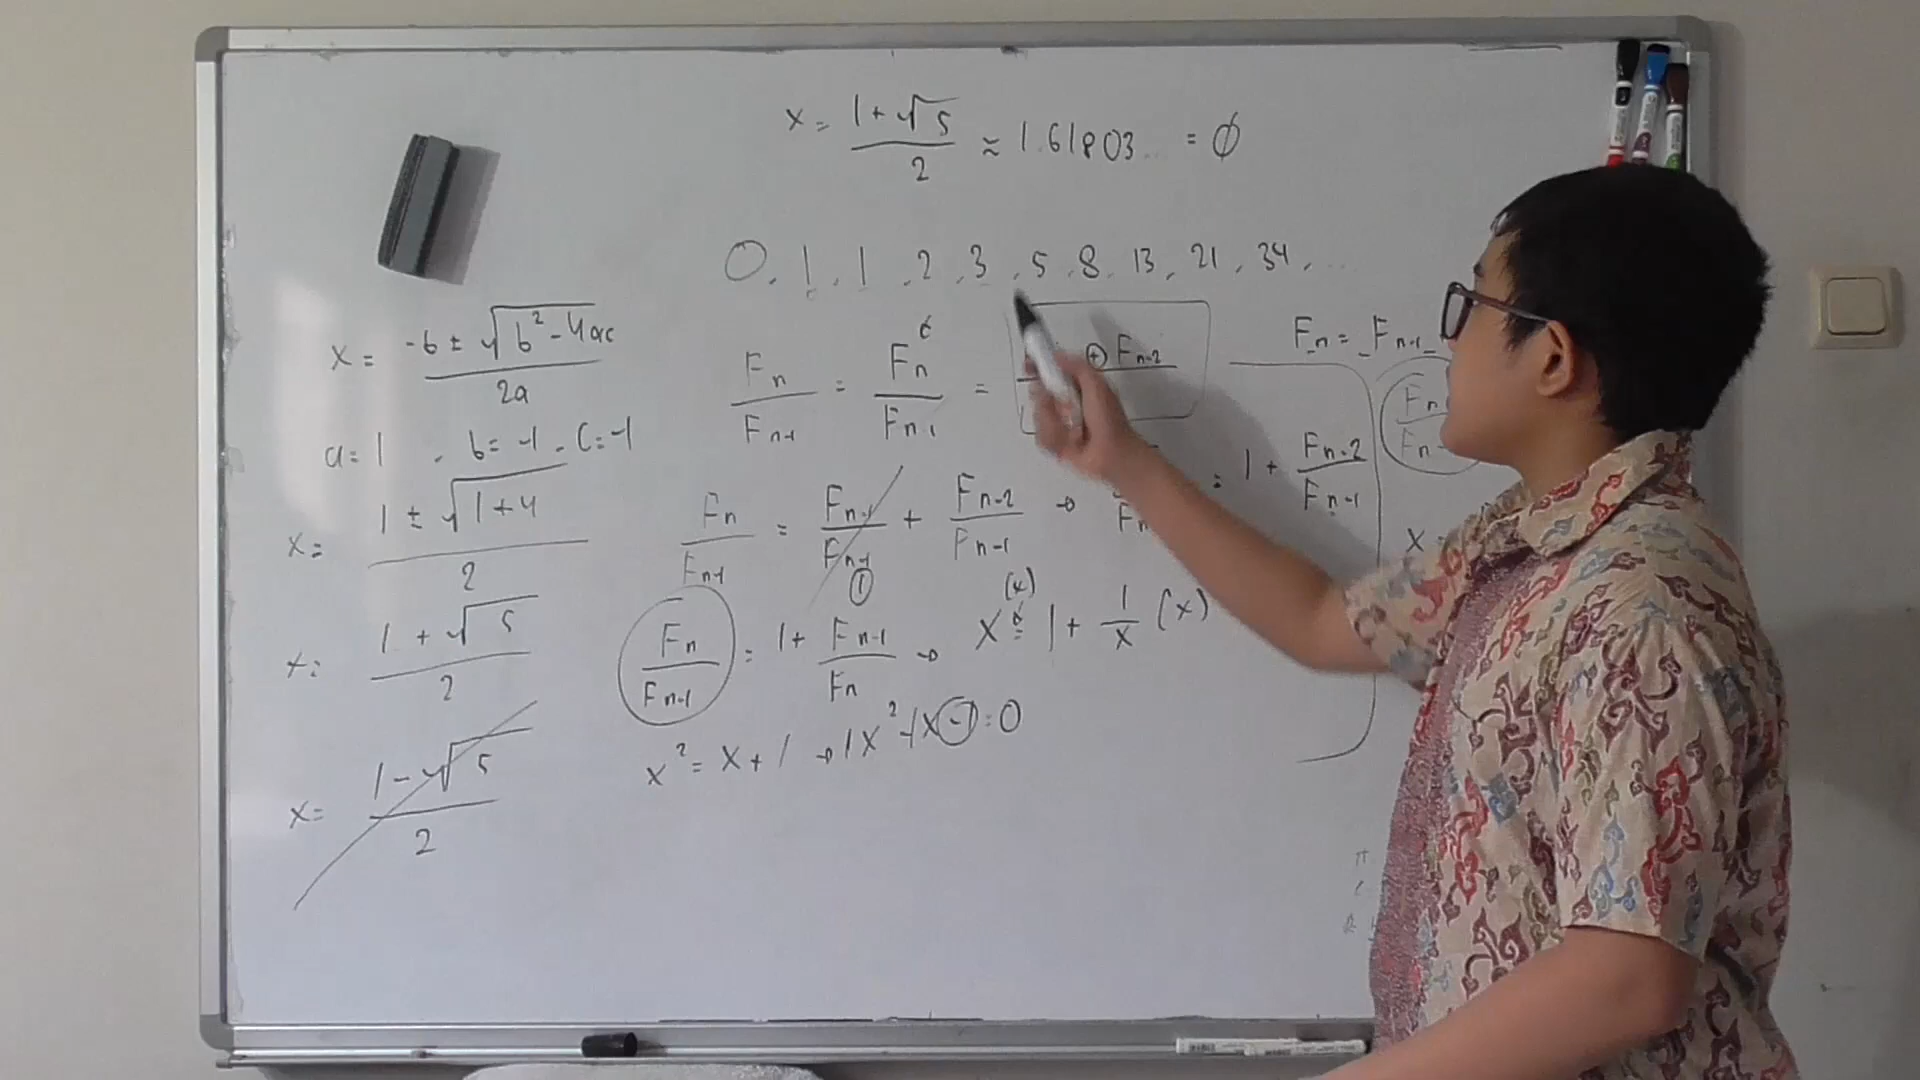 x = (1 + √5)/2 ≈ 1.61803... = ϕ
0, 1, 1, 2, 3, 5, 8, 13, 21, 34, ...
x = (-b ± √(b² - 4ac))/2a
a = 1, b = -1, c = -1
x = (1 ± √(1 + 4))/2
x = (1 + √5)/2
x = (1 - √5)/2
Fn/Fn-1 = Fn/Fn-1 = ⊕ Fn-2
Fn = Fn-1
Fn/Fn-1 = Fn-1/Fn-1 + Fn-2/Fn-1 → = 1 + Fn-2/Fn-1
1
Fn/Fn-1 = 1 + Fn-1/Fn → (x) x = 1 + 1/x (x)
x² = x + 1 → 1x² - 1x - 1 = 0
x =